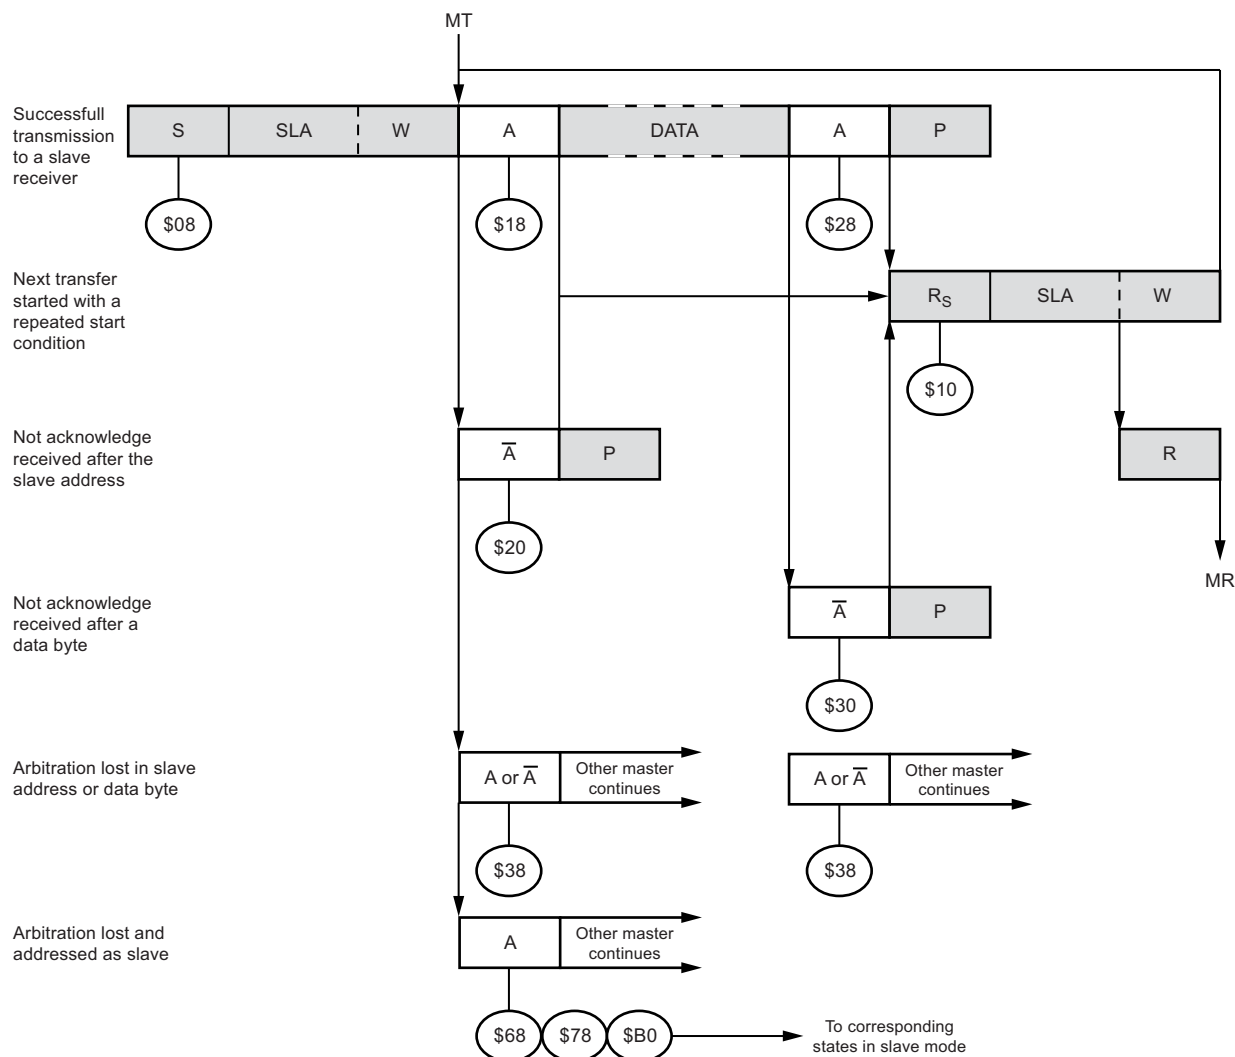 MT
Successfull
transmission
to a slave
receiver
S SLA W A DATA A P
$08 $18 $28
Next transfer
started with a
repeated start
condition
RS SLA W
$10
Not acknowledge
received after the
slave address
A̅ P
R
$20
MR
Not acknowledge
received after a
data byte
A̅ P
$30
Arbitration lost in slave
address or data byte
A or A̅
Other master
continues
A or A̅
Other master
continues
$38 $38
Arbitration lost and
addressed as slave
A
Other master
continues
$68 $78 $B0
To corresponding
states in slave mode